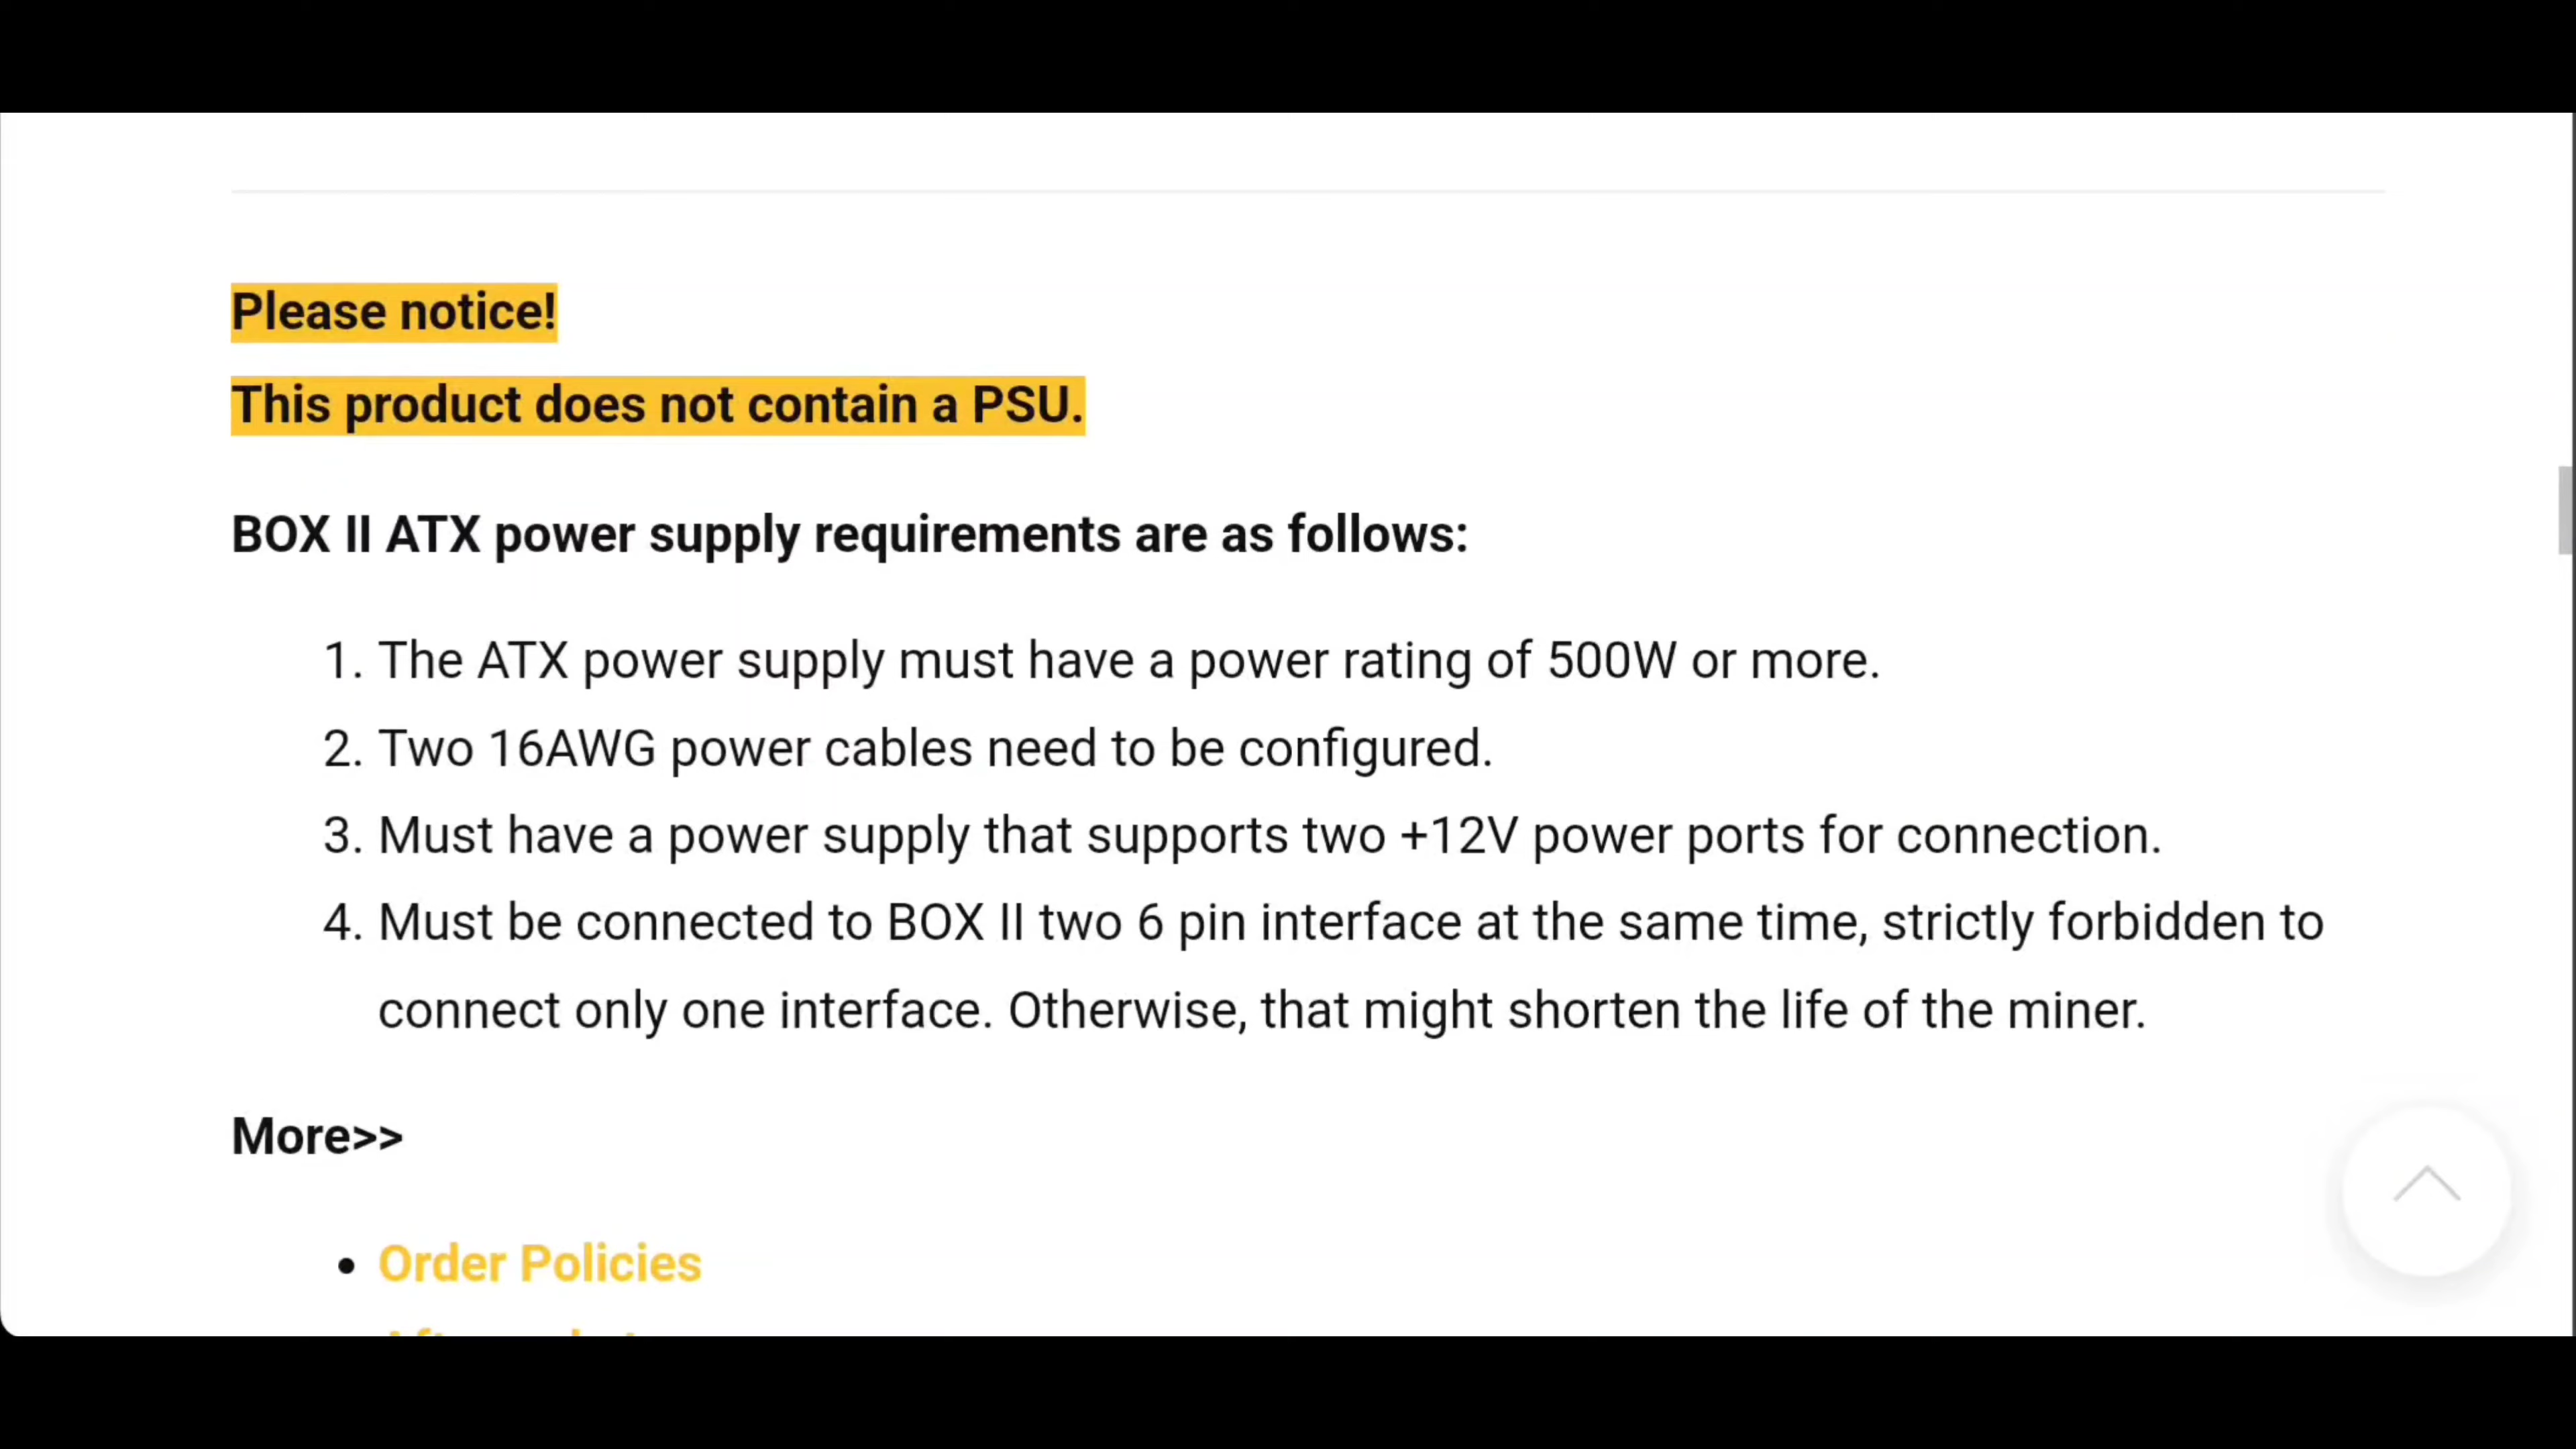 Please notice!
This product does not contain a PSU.
BOX II ATX power supply requirements are as follows:
1. The ATX power supply must have a power rating of 500W or more.
2. Two 16AWG power cables need to be configured.
3. Must have a power supply that supports two +12V power ports for connection.
4. Must be connected to BOX II two 6 pin interface at the same time, strictly forbidden to
connect only one interface. Otherwise, that might shorten the life of the miner.
More>>
• Order Policies